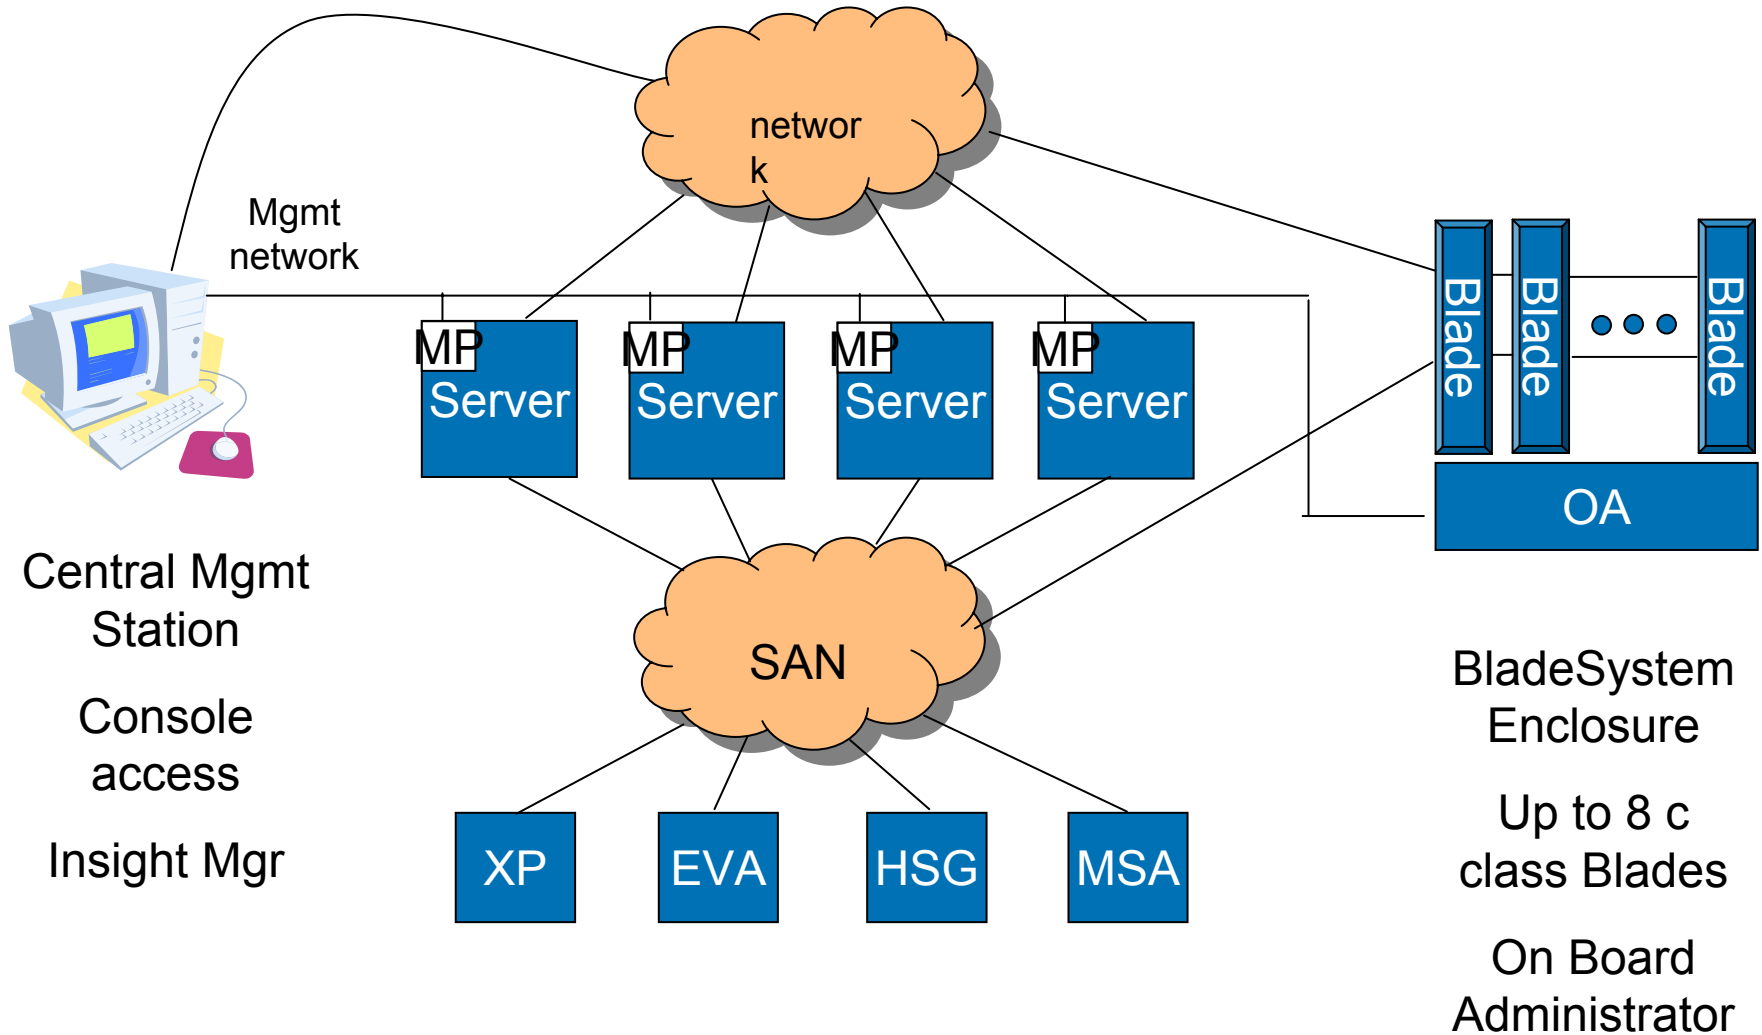 networ
k
Mgmt
network
MP
Server
MP
Server
MP
Server
MP
Server
Blade
Blade
Blade
OA
Central Mgmt
Station
Console
access
Insight Mgr
SAN
XP
EVA
HSG
MSA
BladeSystem
Enclosure
Up to 8 c
class Blades
On Board
Administrator